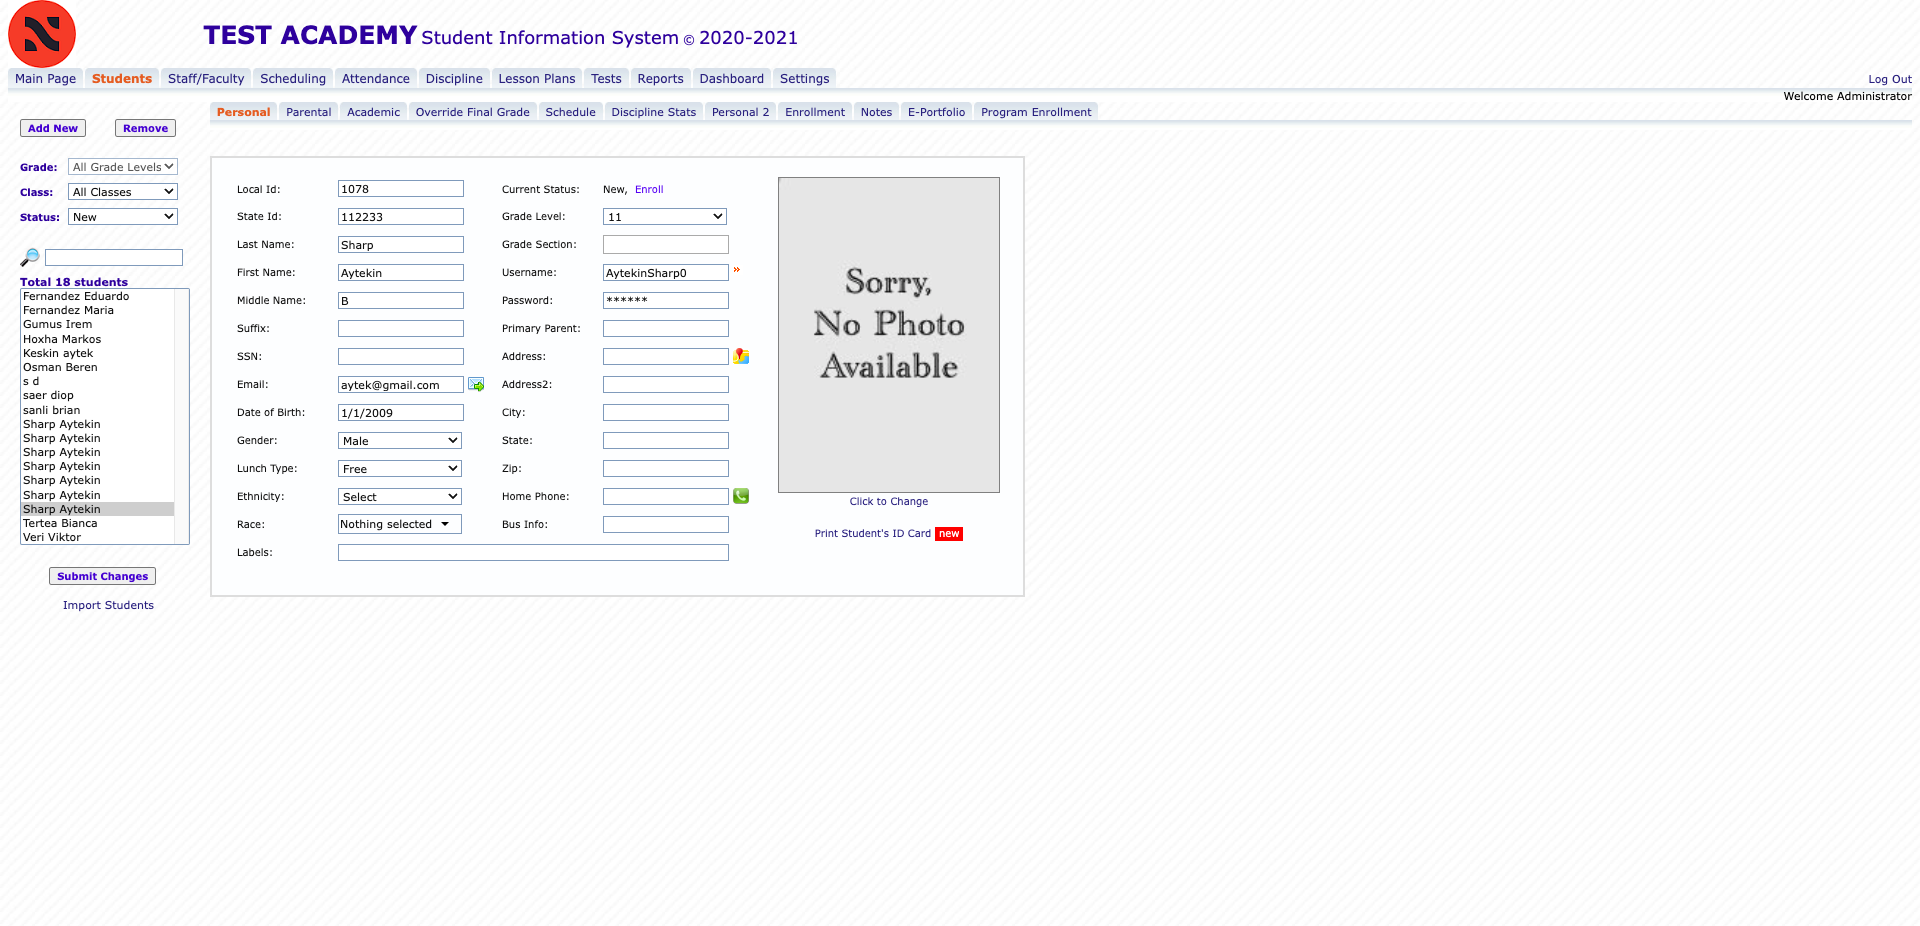 TEST ACADEMY Student Information System © 2020-2021
Main Page Students Staff/Faculty Scheduling Attendance Discipline Lesson Plans Tests Reports Dashboard Settings Log Out
Welcome Administrator
Personal Parental Academic Override Final Grade Schedule Discipline Stats Personal 2 Enrollment Notes E-Portfolio Program Enrollment
Add New Remove
Grade: All Grade Levels
Class: All Classes
Status: New
Total 18 students
Fernandez Eduardo
Fernandez Maria
Gumus Irem
Hoxha Markos
Keskin aytek
Osman Beren
s d
saer diop
sanli brian
Sharp Aytekin
Sharp Aytekin
Sharp Aytekin
Sharp Aytekin
Sharp Aytekin
Sharp Aytekin
Sharp Aytekin
Tertea Bianca
Veri Viktor
Submit Changes
Import Students
Local Id: 1078 Current Status: New, Enroll
State Id: 112233 Grade Level: 11
Last Name: Sharp Grade Section:
First Name: Aytekin Username: AytekinSharp0 »
Middle Name: B Password: ******
Suffix: Primary Parent:
SSN: Address:
Email: aytek@gmail.com Address2:
Date of Birth: 1/1/2009 City:
Gender: Male State:
Lunch Type: Free Zip:
Ethnicity: Select Home Phone:
Race: Nothing selected Bus Info:
Labels:
Sorry,
No Photo
Available
Click to Change
Print Student's ID Card new